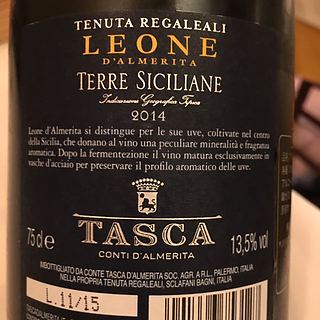 TENUTA REGALEALI
LEONE
D'ALMERITA
TERRE SICILIANE
Indicazione Geografica Tipica
2014
Leone d'Almerita si distingue per le sue uve, coltivate nel centro
della Sicilia, che donano al vino una peculiare mineralità e fragranza
aromatica. Dopo la fermentazione il vino matura esclusivamente in
vasche d'acciaio per preservare il profilo aromatico delle uve.
TASCA
CONTI D'ALMERITA
75 cl e
13,5% vol
IMBOTTIGLIATO DA CONTE TASCA D'ALMERITA SOC. AGR. A R.L., PALERMO, ITALIA
NELLA PROPRIA TENUTA REGALEALI, SCLAFANI BAGNI, ITALIA
L.11/15